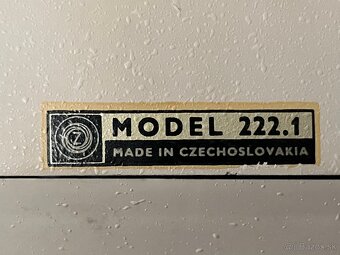 MODEL 222.1
MADE IN CZECHOSLOVAKIA